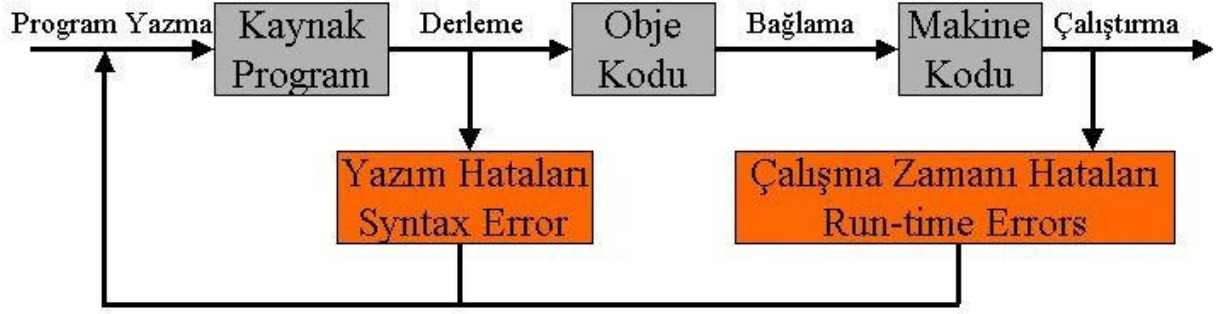 Program Yazma
Kaynak
Program
Derleme
Obje
Kodu
Bağlama
Makine
Kodu
Çalıştırma
Yazım Hataları
Syntax Error
Çalışma Zamanı Hataları
Run-time Errors